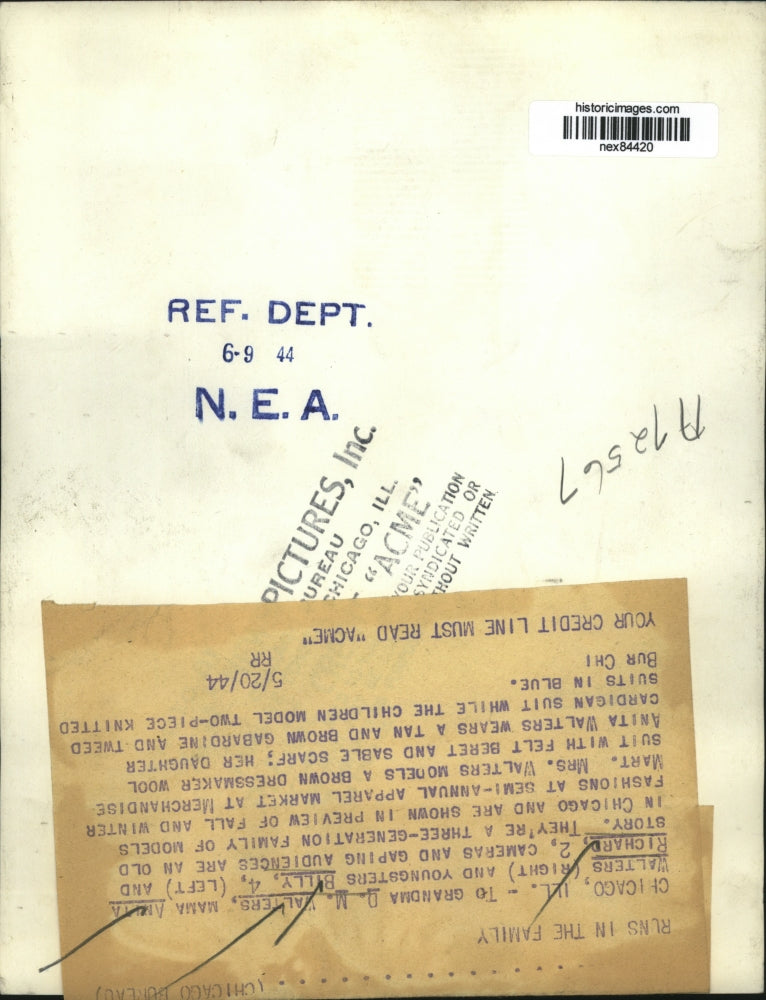 historicimages.com
nex84420
REF. DEPT.
6-9 44
N. E. A.
A72567
PICTURES, Inc.
UREAU
CHICAGO, ILL.
"ACME"
YOUR PUBLICATION
SYNDICATED OR
HOUT WRITTEN
(CHICAGO BUREAU)
RUNS IN THE FAMILY
CHICAGO, ILL. - TO GRANDMA D. M. WALTERS, MAMA ANITA
WALTERS (RIGHT) AND YOUNGSTERS BILLY, 4, (LEFT) AND
RICHARD, 2, CAMERAS AND GAPING AUDIENCES ARE AN OLD
STORY. THEY'RE A THREE-GENERATION FAMILY OF MODELS
IN CHICAGO AND ARE SHOWN IN PREVIEW OF FALL AND WINTER
FASHIONS AT SEMI-ANNUAL APPAREL MARKET AT MERCHANDISE
MART. MRS. WALTERS MODELS A BROWN DRESSMAKER WOOL
SUIT WITH FELT BERET AND SABLE SCARF; HER DAUGHTER
ANITA WALTERS WEARS A TAN AND BROWN GABARDINE AND TWEED
CARDIGAN SUIT WHILE THE CHILDREN MODEL TWO-PIECE KNITTED
SUITS IN BLUE.
BUR CHI 5/20/44
RR
YOUR CREDIT LINE MUST READ "ACME"